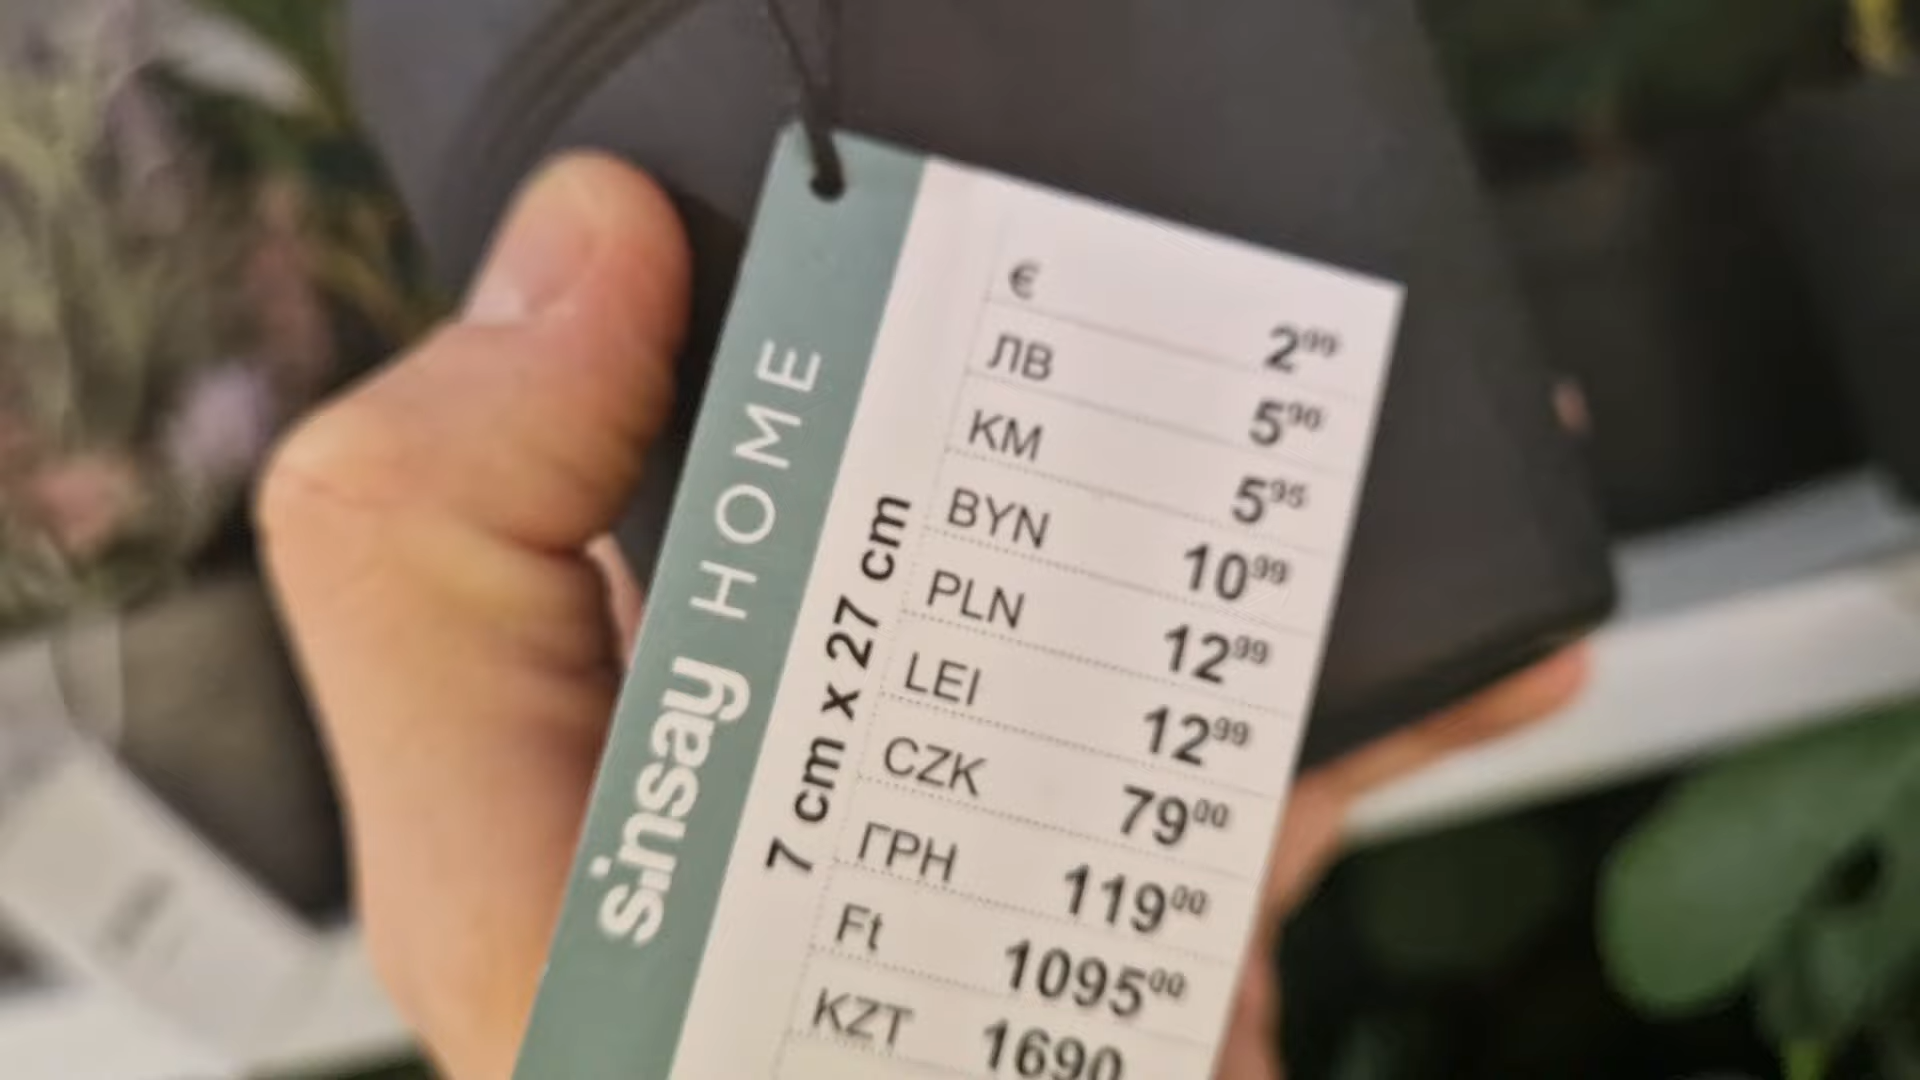 sinsay HOME
7 cm x 27 cm
€ 2⁹⁹
ЛВ 5⁹⁰
KM 5⁹⁵
BYN 10⁹⁹
PLN 12⁹⁹
LEI 12⁹⁹
CZK 79⁰⁰
ГРН 119⁰⁰
Ft 1095⁰⁰
KZT 1690